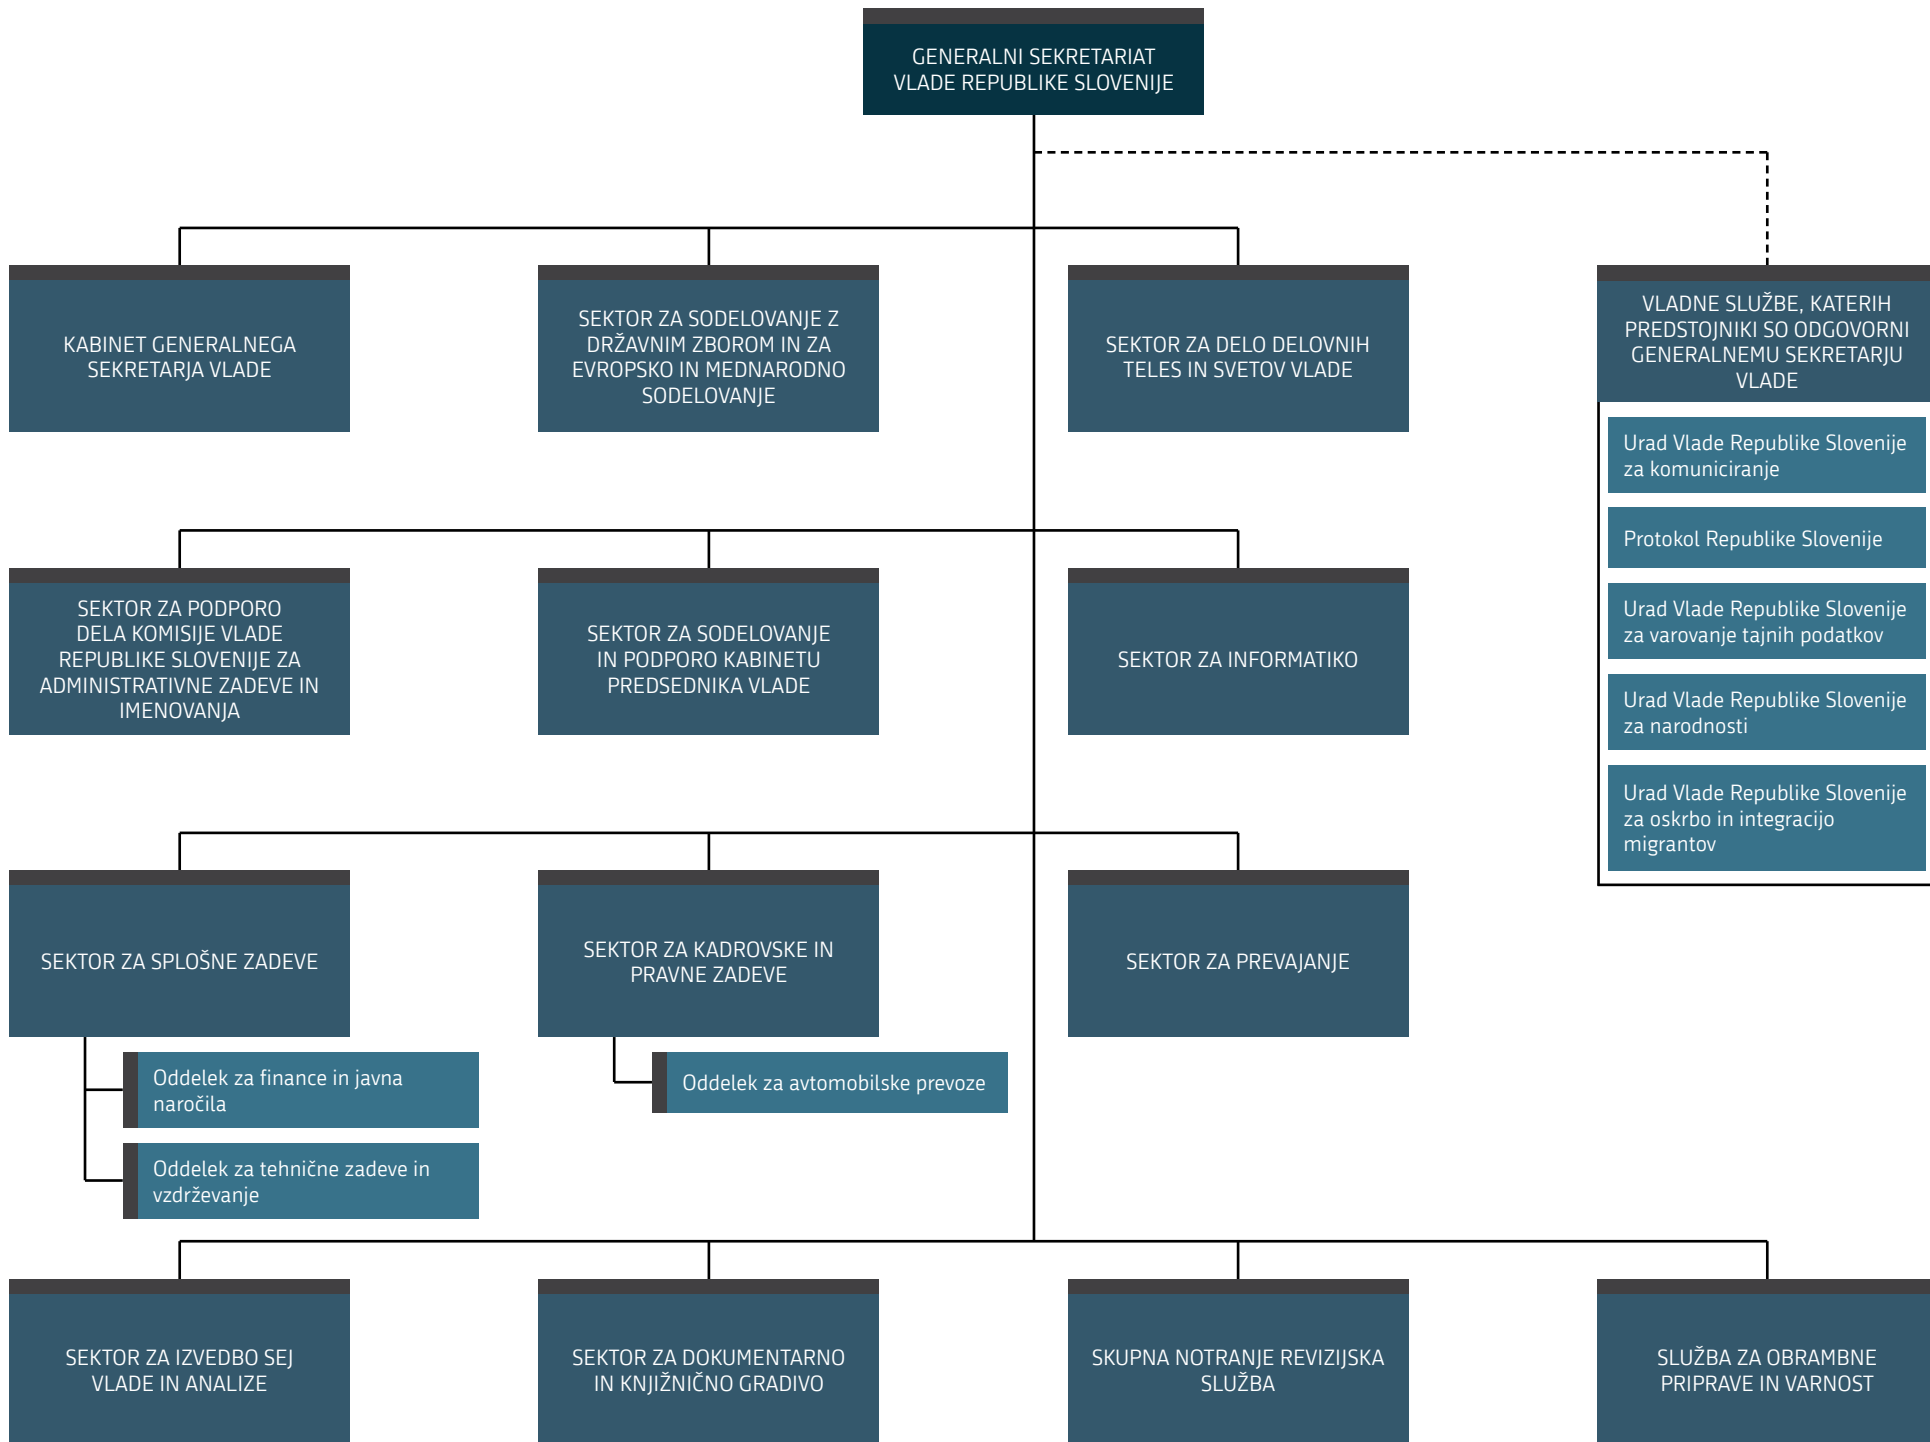 GENERALNI SEKRETARIAT
VLADE REPUBLIKE SLOVENIJE
KABINET GENERALNEGA
SEKRETARJA VLADE
SEKTOR ZA SODELOVANJE Z
DRŽAVNIM ZBOROM IN ZA
EVROPSKO IN MEDNARODNO
SODELOVANJE
SEKTOR ZA DELO DELOVNIH
TELES IN SVETOV VLADE
VLADNE SLUŽBE, KATERIH
PREDSTOJNIKI SO ODGOVORNI
GENERALNEMU SEKRETARJU
VLADE
Urad Vlade Republike Slovenije
za komuniciranje
Protokol Republike Slovenije
Urad Vlade Republike Slovenije
za varovanje tajnih podatkov
Urad Vlade Republike Slovenije
za narodnosti
Urad Vlade Republike Slovenije
za oskrbo in integracijo
migrantov
SEKTOR ZA PODPORO
DELA KOMISIJE VLADE
REPUBLIKE SLOVENIJE ZA
ADMINISTRATIVNE ZADEVE IN
IMENOVANJA
SEKTOR ZA SODELOVANJE
IN PODPORO KABINETU
PREDSEDNIKA VLADE
SEKTOR ZA INFORMATIKO
SEKTOR ZA SPLOŠNE ZADEVE
Oddelek za finance in javna
naročila
Oddelek za tehnične zadeve in
vzdrževanje
SEKTOR ZA KADROVSKE IN
PRAVNE ZADEVE
Oddelek za avtomobilske prevoze
SEKTOR ZA PREVAJANJE
SEKTOR ZA IZVEDBO SEJ
VLADE IN ANALIZE
SEKTOR ZA DOKUMENTARNO
IN KNJIŽNIČNO GRADIVO
SKUPNA NOTRANJE REVIZIJSKA
SLUŽBA
SLUŽBA ZA OBRAMBNE
PRIPRAVE IN VARNOST